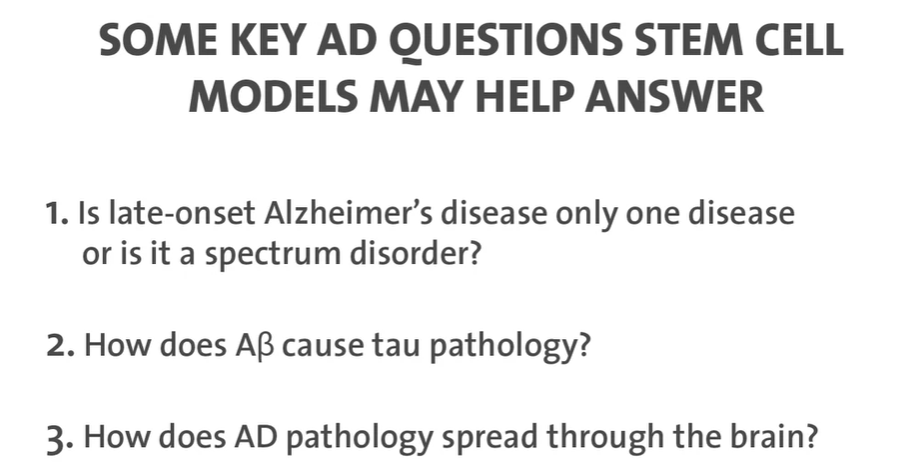 SOME KEY AD QUESTIONS STEM CELL
MODELS MAY HELP ANSWER
1. Is late-onset Alzheimer’s disease only one disease
or is it a spectrum disorder?
2. How does Aβ cause tau pathology?
3. How does AD pathology spread through the brain?